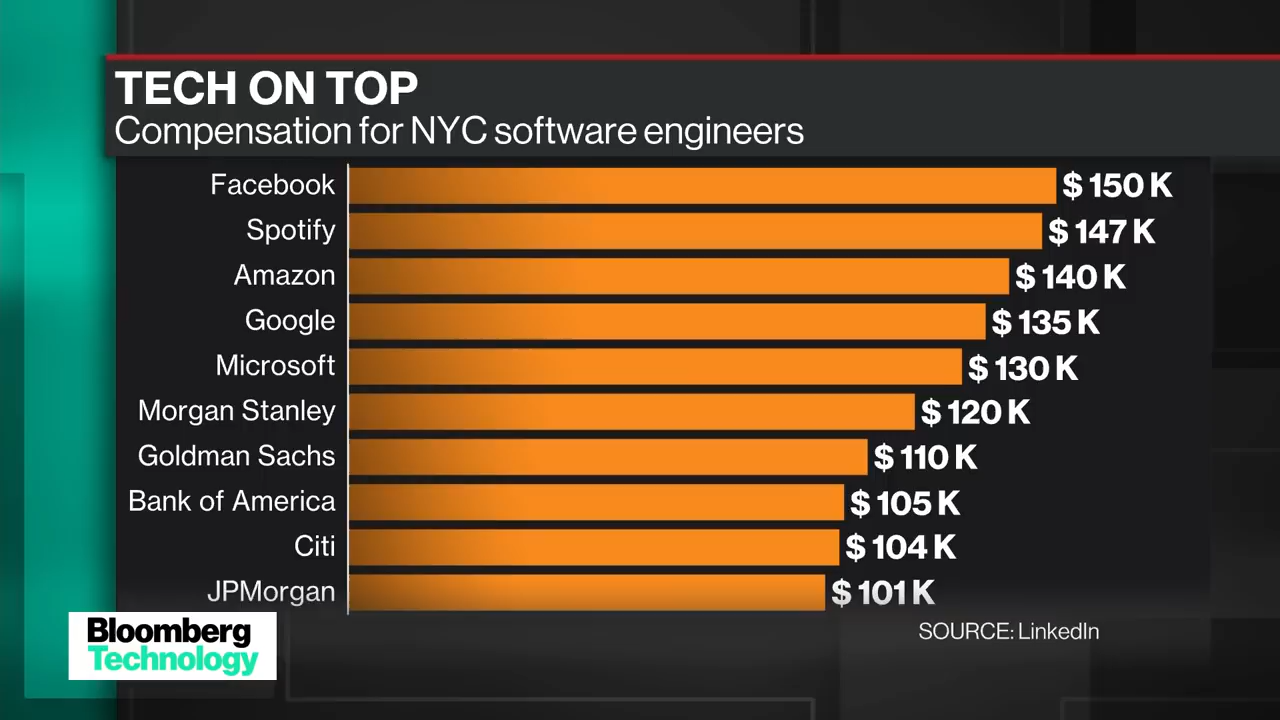 TECH ON TOP
Compensation for NYC software engineers
Facebook $ 150 K
Spotify $ 147 K
Amazon $ 140 K
Google $ 135 K
Microsoft $ 130 K
Morgan Stanley $ 120 K
Goldman Sachs $ 110 K
Bank of America $ 105 K
Citi $ 104 K
JPMorgan $ 101 K
SOURCE: LinkedIn
Bloomberg
Technology